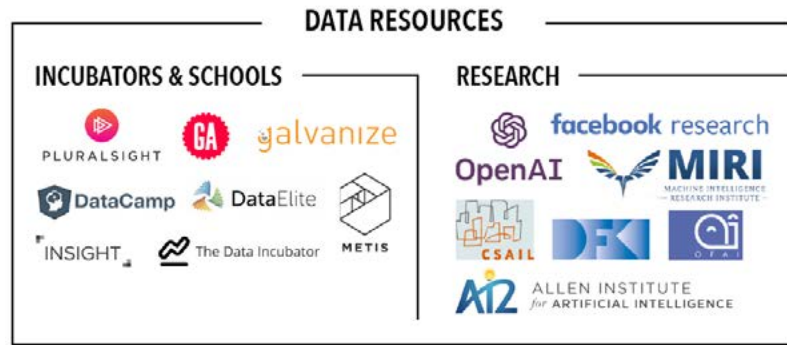 DATA RESOURCES
INCUBATORS & SCHOOLS
PLURALSIGHT
GA
galvanize
DataCamp
DataElite
METIS
INSIGHT
The Data Incubator
RESEARCH
OpenAI
facebook research
MIRI
MACHINE INTELLIGENCE
RESEARCH INSTITUTE
CSAIL
DFKI
OFAI
AI2
ALLEN INSTITUTE
for ARTIFICIAL INTELLIGENCE